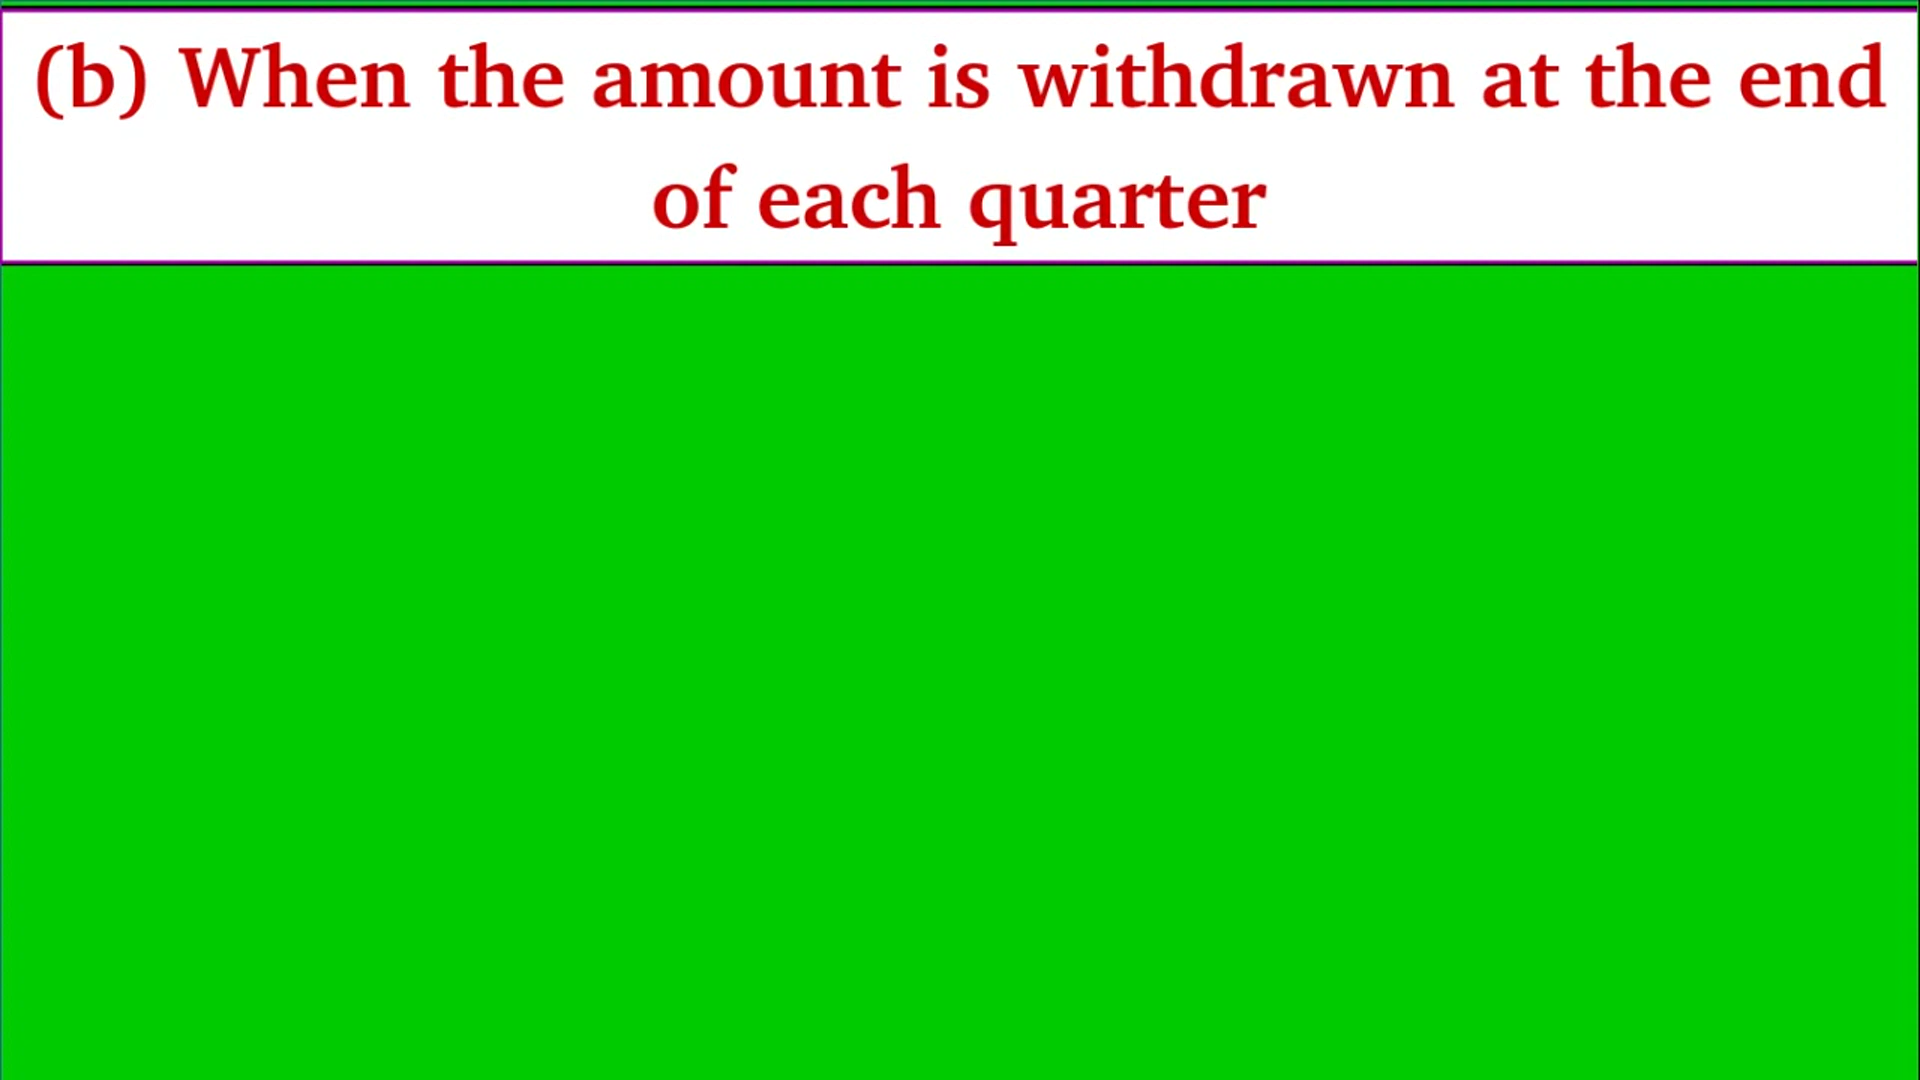 (b) When the amount is withdrawn at the end
of each quarter